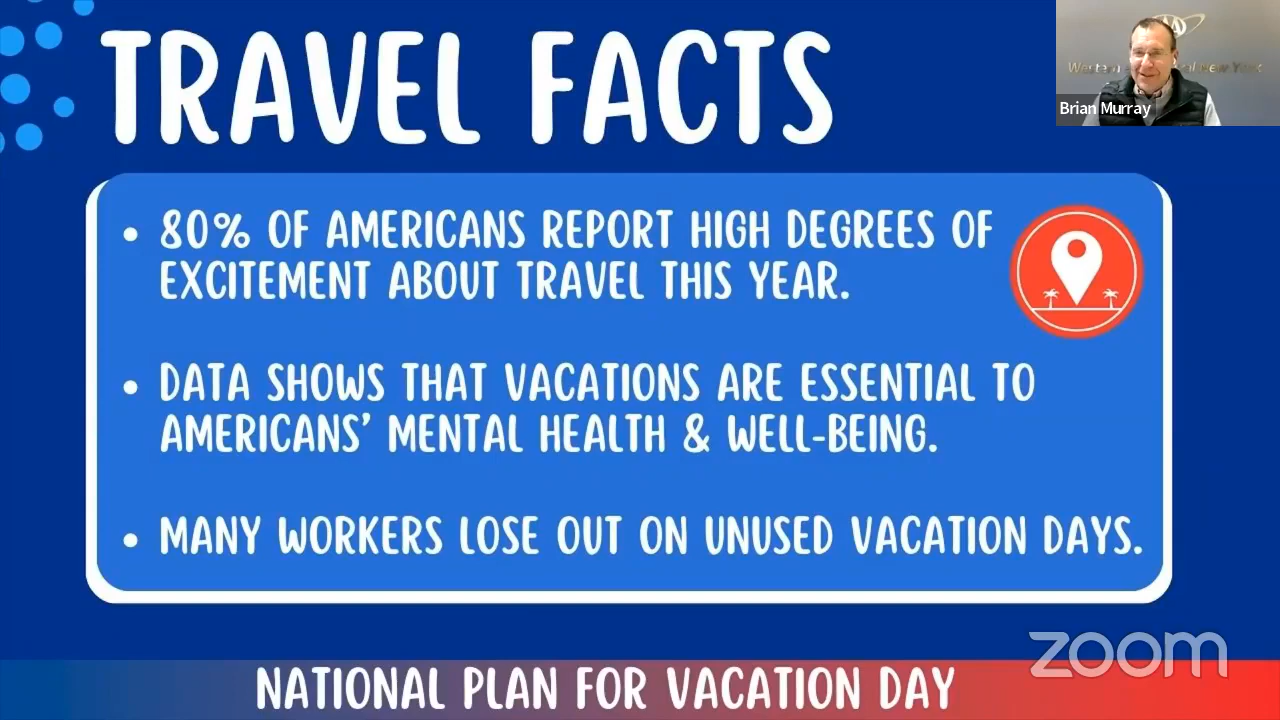 TRAVEL FACTS
Brian Murray
• 80% OF AMERICANS REPORT HIGH DEGREES OF
EXCITEMENT ABOUT TRAVEL THIS YEAR.
• DATA SHOWS THAT VACATIONS ARE ESSENTIAL TO
AMERICANS' MENTAL HEALTH & WELL-BEING.
• MANY WORKERS LOSE OUT ON UNUSED VACATION DAYS.
zoom
NATIONAL PLAN FOR VACATION DAY